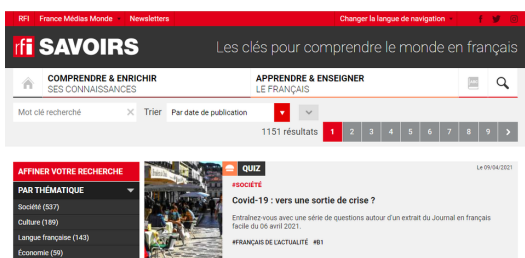 RFI France Médias Monde Newsletters Changer la langue de navigation
rfi SAVOIRS Les clés pour comprendre le monde en français
COMPRENDRE & ENRICHIR
SES CONNAISSANCES
APPRENDRE & ENSEIGNER
LE FRANÇAIS
Mot clé recherché Trier Par date de publication
1151 résultats 1 2 3 4 5 6 7 8 9
AFFINER VOTRE RECHERCHE
PAR THÉMATIQUE
Société (537)
Culture (189)
Langue française (143)
Économie (59)
QUIZ Le 09/04/2021
#SOCIÉTÉ
Covid-19 : vers une sortie de crise ?
Entraînez-vous avec une série de questions autour d'un extrait du Journal en français
facile du 06 avril 2021.
#FRANÇAIS DE L'ACTUALITÉ #B1